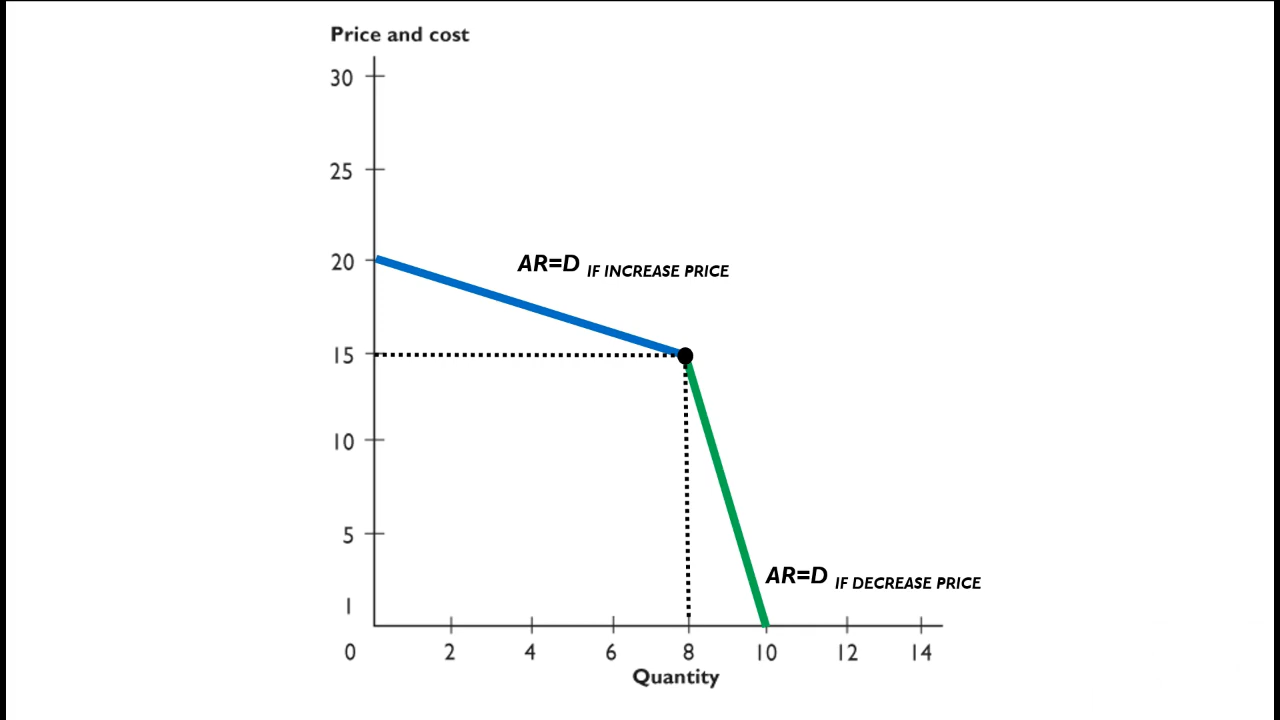 Price and cost
30
25
20
AR=D IF INCREASE PRICE
15
10
5
AR=D IF DECREASE PRICE
1
0 2 4 6 8 10 12 14
Quantity